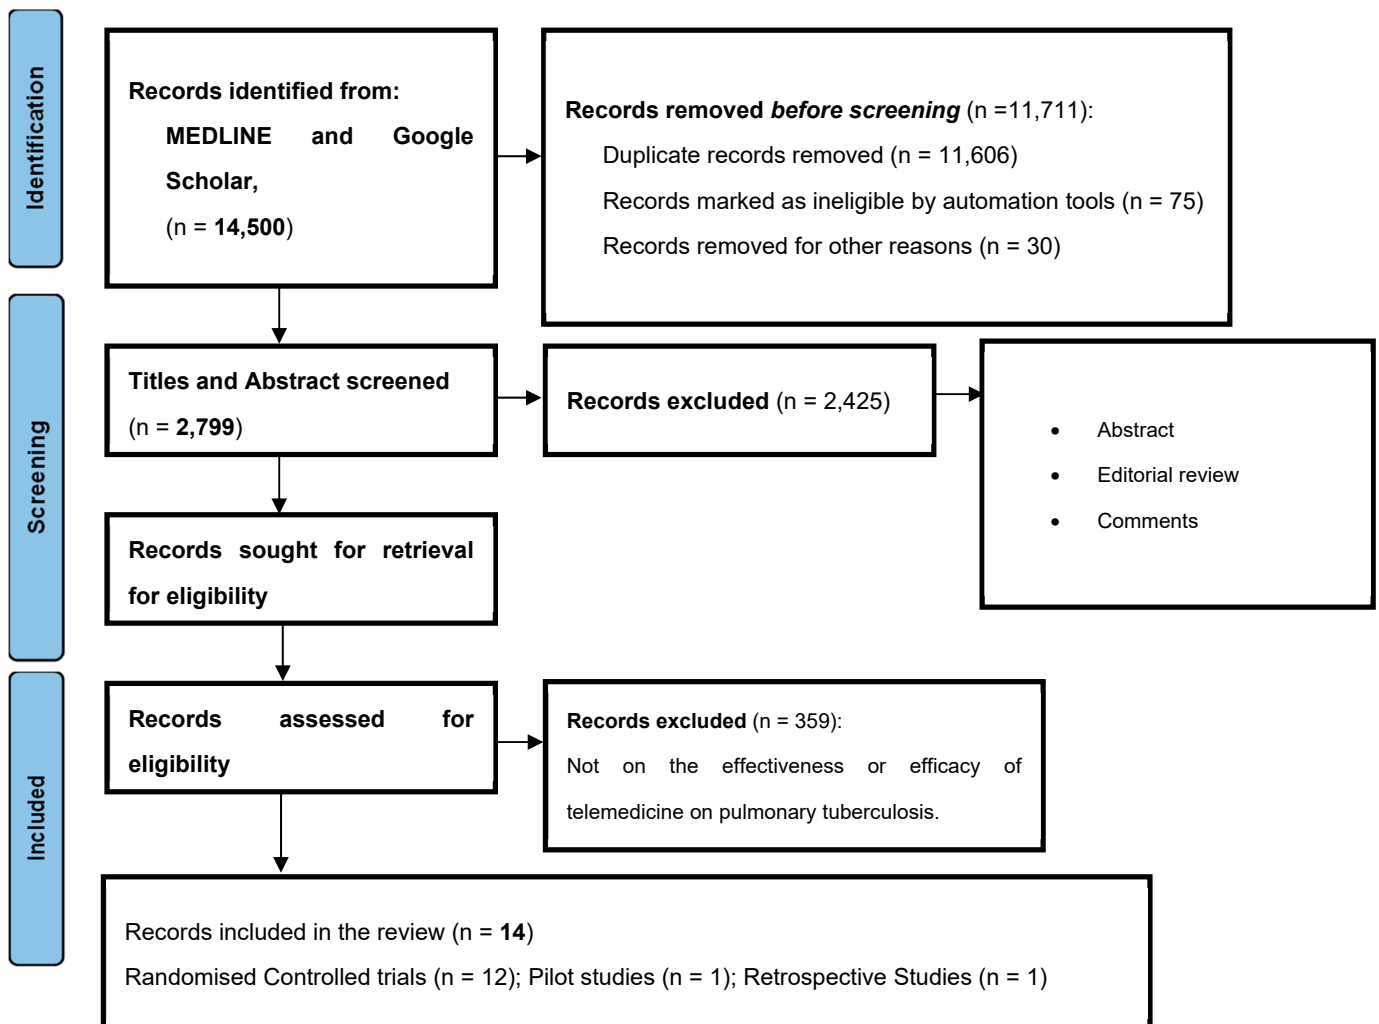 Identification
Records identified from:
MEDLINE and Google
Scholar,
(n = 14,500)
Records removed before screening (n =11,711):
Duplicate records removed (n = 11,606)
Records marked as ineligible by automation tools (n = 75)
Records removed for other reasons (n = 30)
Screening
Titles and Abstract screened
(n = 2,799)
Records excluded (n = 2,425)
• Abstract
• Editorial review
• Comments
Records sought for retrieval
for eligibility
Included
Records assessed for
eligibility
Records excluded (n = 359):
Not on the effectiveness or efficacy of
telemedicine on pulmonary tuberculosis.
Records included in the review (n = 14)
Randomised Controlled trials (n = 12); Pilot studies (n = 1); Retrospective Studies (n = 1)